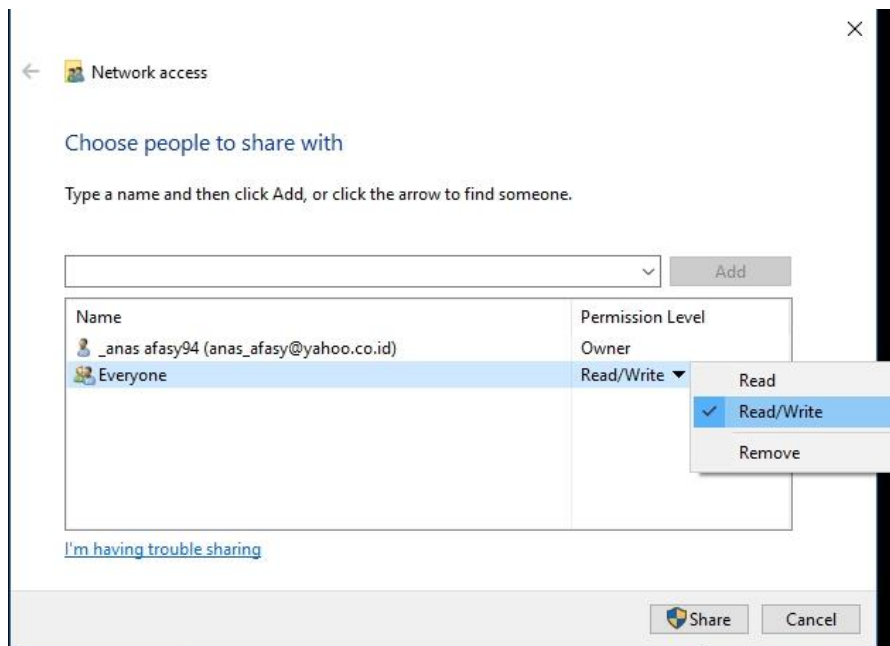 Network access
Choose people to share with
Type a name and then click Add, or click the arrow to find someone.
Add
Name Permission Level
_anas afasy94 (anas_afasy@yahoo.co.id) Owner
Everyone Read/Write
Read
Read/Write
Remove
I'm having trouble sharing
Share Cancel